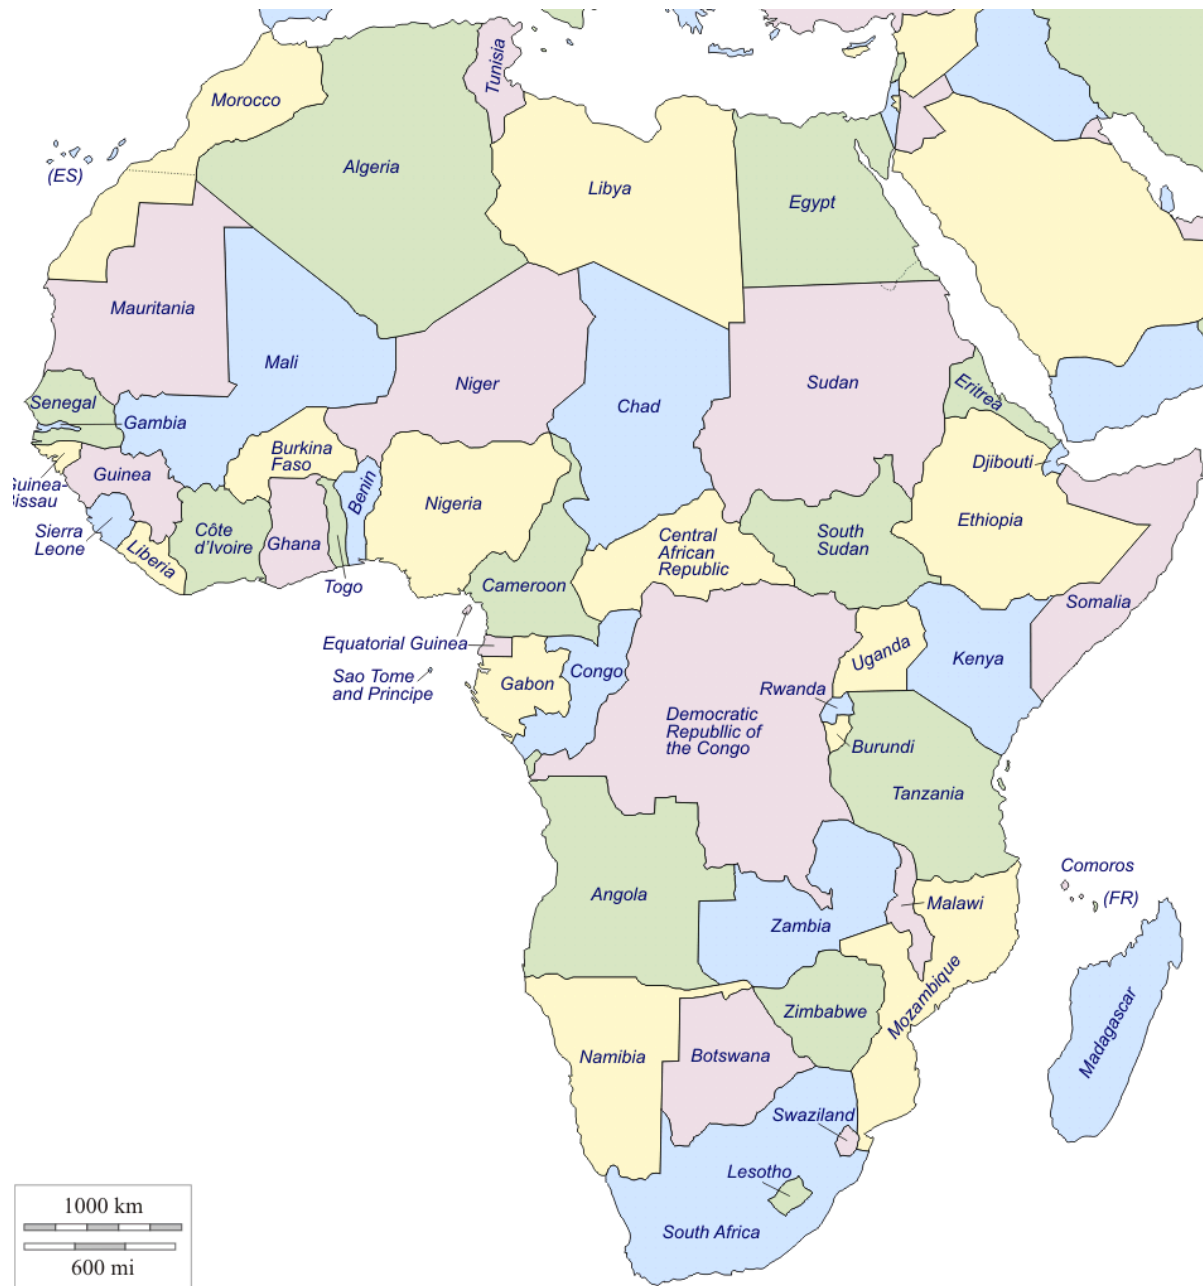 Tunisia
Morocco
(ES)
Algeria
Libya
Egypt
Mauritania
Mali
Niger
Chad
Sudan
Eritrea
Senegal
Gambia
Burkina
Faso
Djibouti
Guinea
Guinea-
Bissau
Benin
Nigeria
Ethiopia
Sierra
Leone
Liberia
Côte
d'Ivoire
Ghana
Togo
Central
African
Republic
South
Sudan
Cameroon
Somalia
Equatorial Guinea
Sao Tome
and Principe
Gabon
Congo
Uganda
Kenya
Rwanda
Democratic
Republlic of
the Congo
Burundi
Tanzania
Comoros
(FR)
Angola
Zambia
Malawi
Mozambique
Madagascar
Zimbabwe
Namibia
Botswana
Swaziland
Lesotho
South Africa
1000 km
600 mi